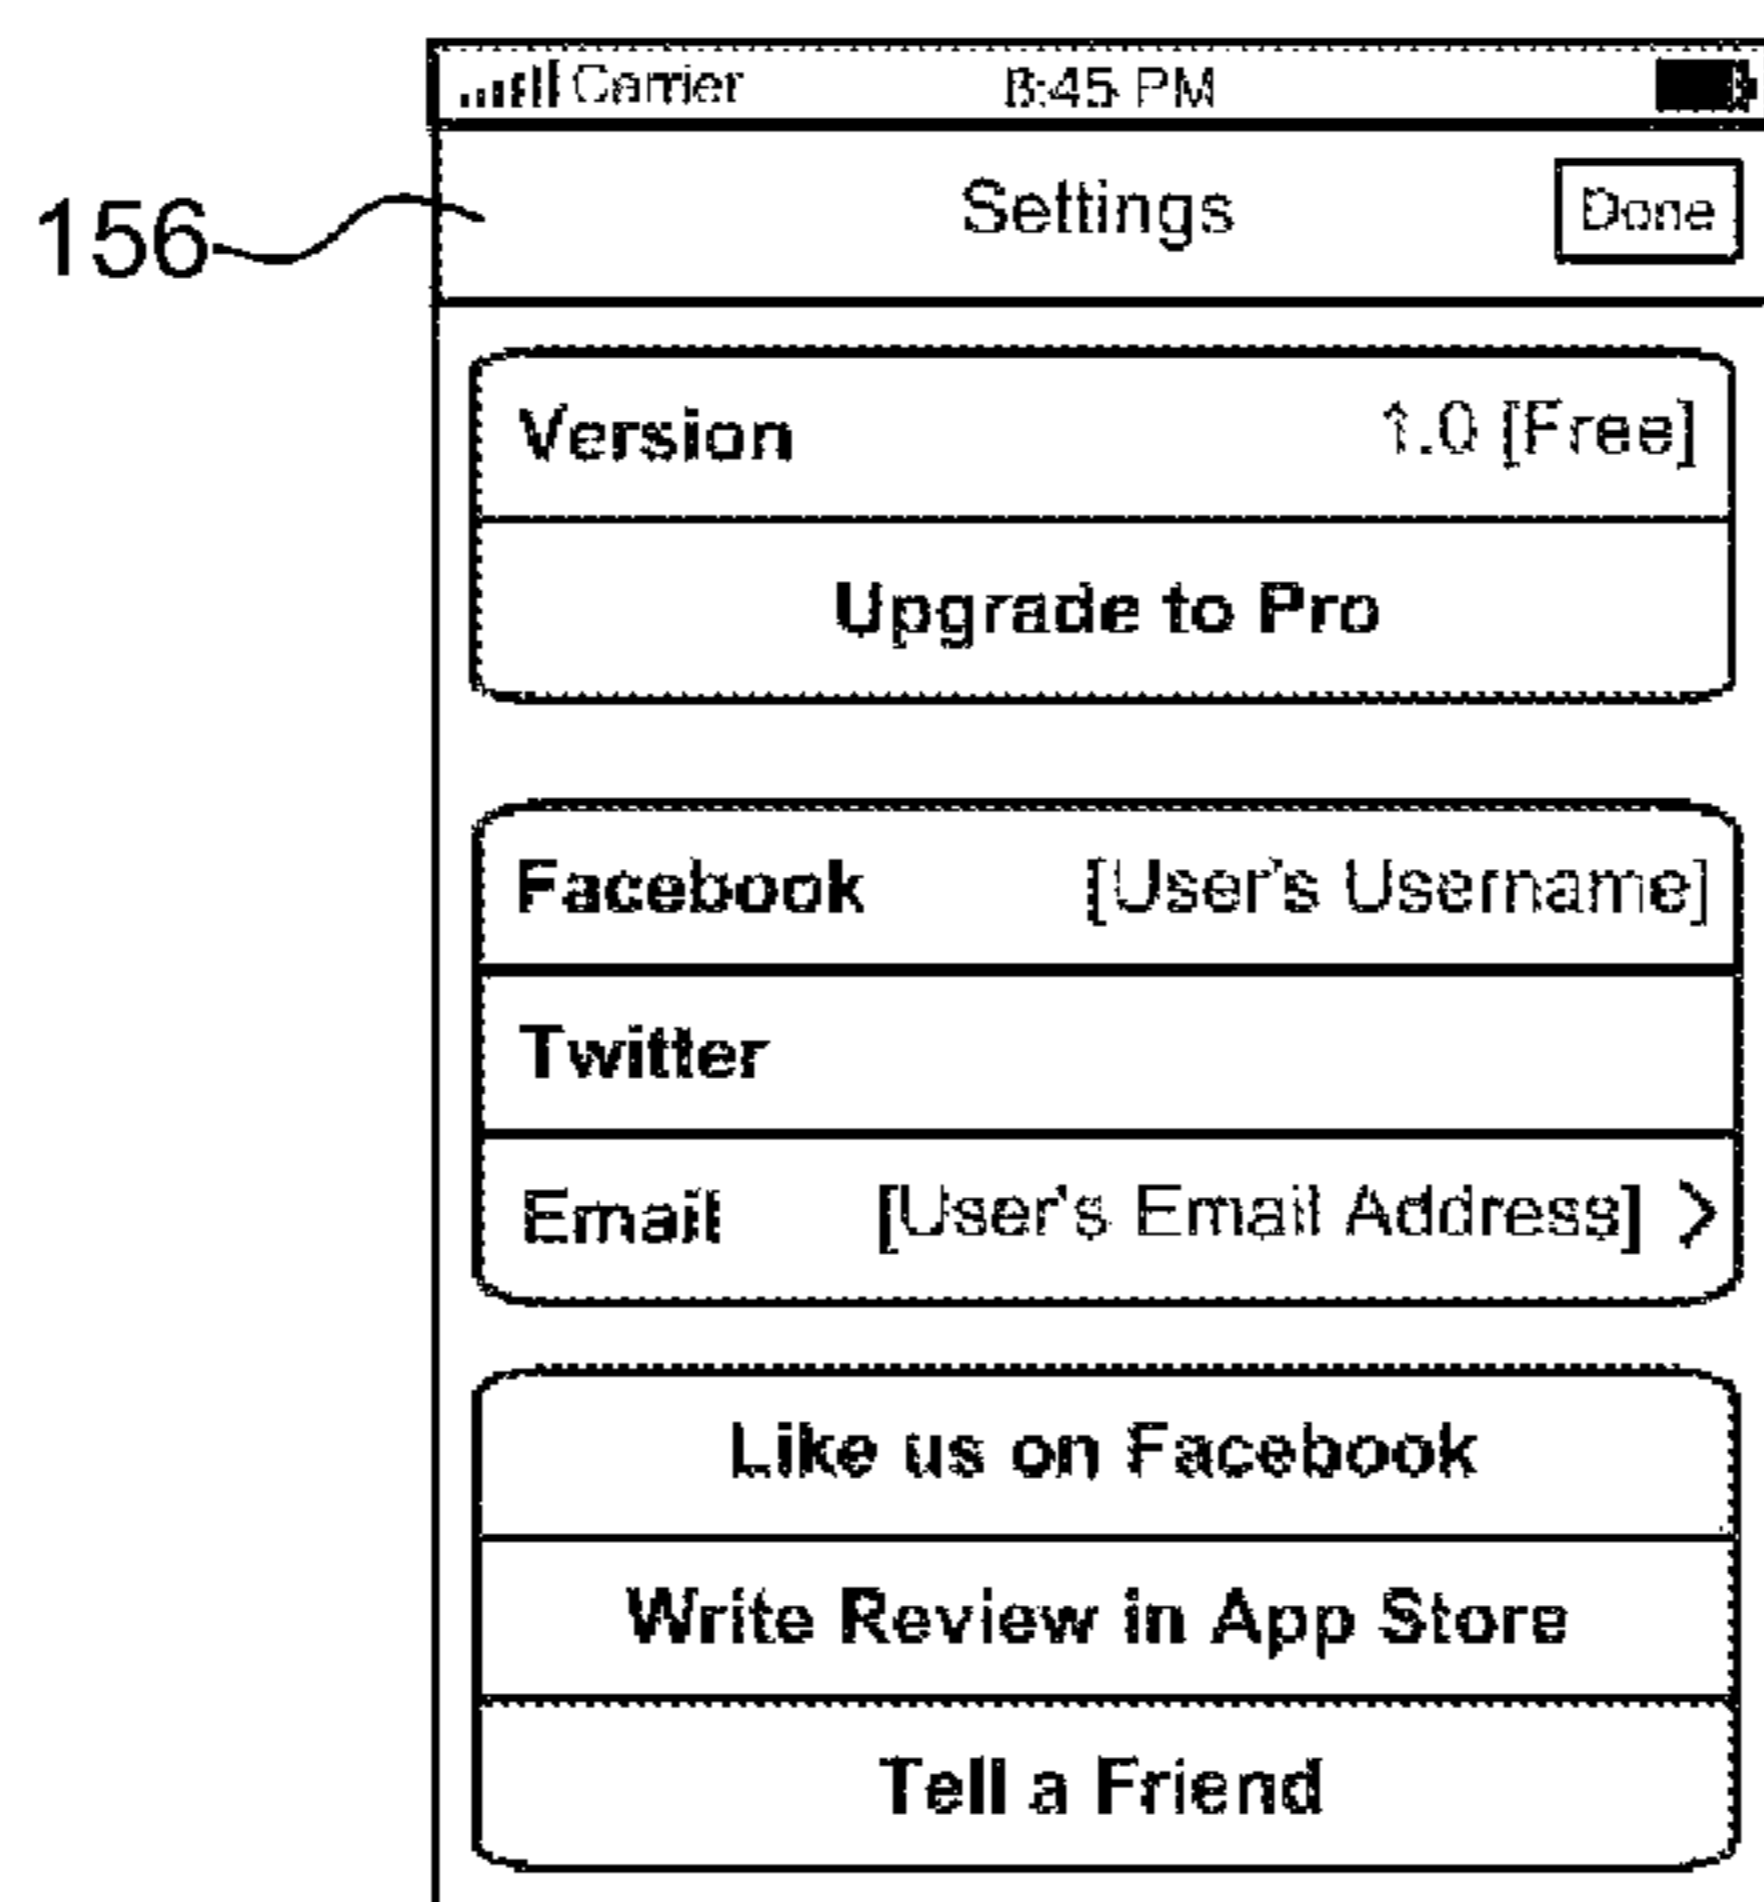 Carrier 8:45 PM
156 Settings Done
Version 1.0 [Free]
Upgrade to Pro
Facebook [User's Username]
Twitter
Email [User's Email Address] >
Like us on Facebook
Write Review in App Store
Tell a Friend